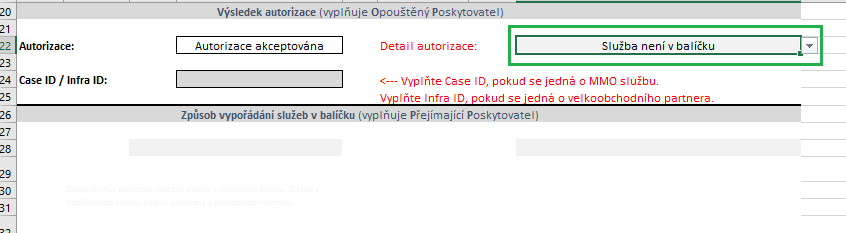 20 Výsledek autorizace (vyplňuje Opouštěný Poskytovatel)
21
22 Autorizace: Autorizace akceptována Detail autorizace: Služba není v balíčku
23
24 Case ID / Infra ID: <--- Vyplňte Case ID, pokud se jedná o MMO službu.
25 Vyplňte Infra ID, pokud se jedná o velkoobchodního partnera.
26 Způsob vypořádání služeb v balíčku (vyplňuje Přejímající Poskytovatel)
27
28
29
30
31
32